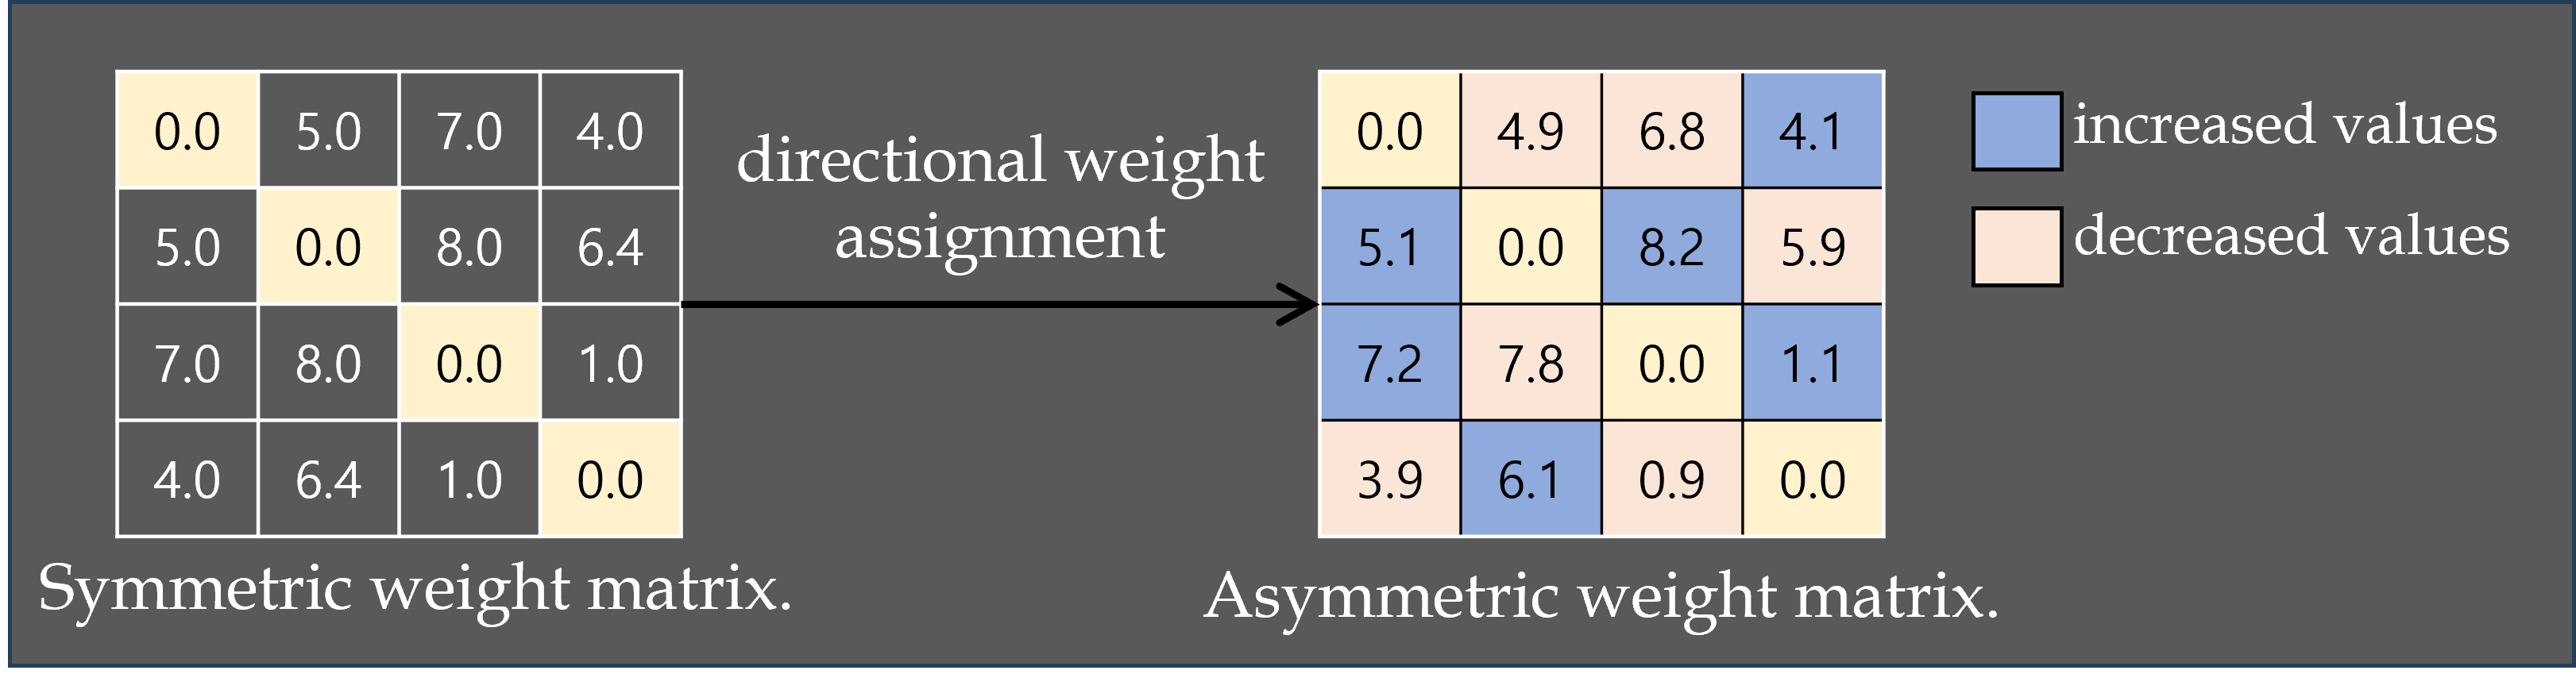 0.0 5.0 7.0 4.0
5.0 0.0 8.0 6.4
7.0 8.0 0.0 1.0
4.0 6.4 1.0 0.0
Symmetric weight matrix.
directional weight
assignment
0.0 4.9 6.8 4.1
5.1 0.0 8.2 5.9
7.2 7.8 0.0 1.1
3.9 6.1 0.9 0.0
Asymmetric weight matrix.
increased values
decreased values